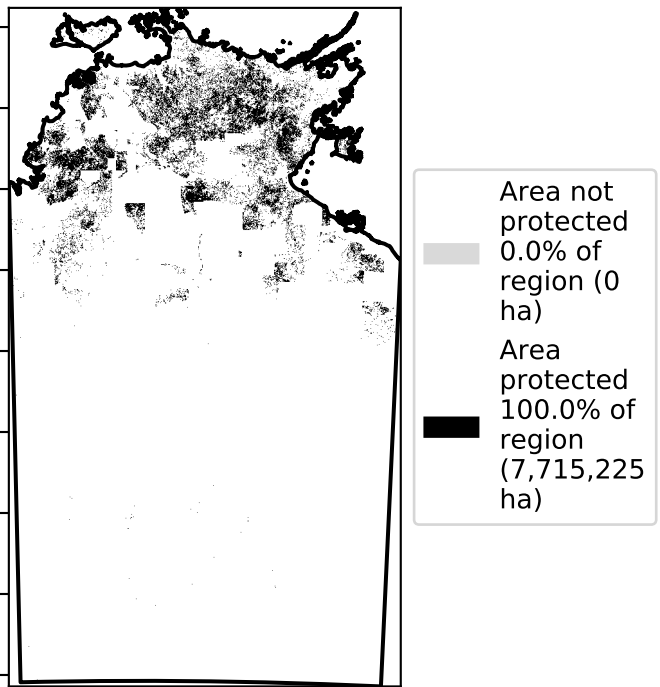 Area not
protected
0.0% of
region (0
ha)
Area
protected
100.0% of
region
(7,715,225
ha)